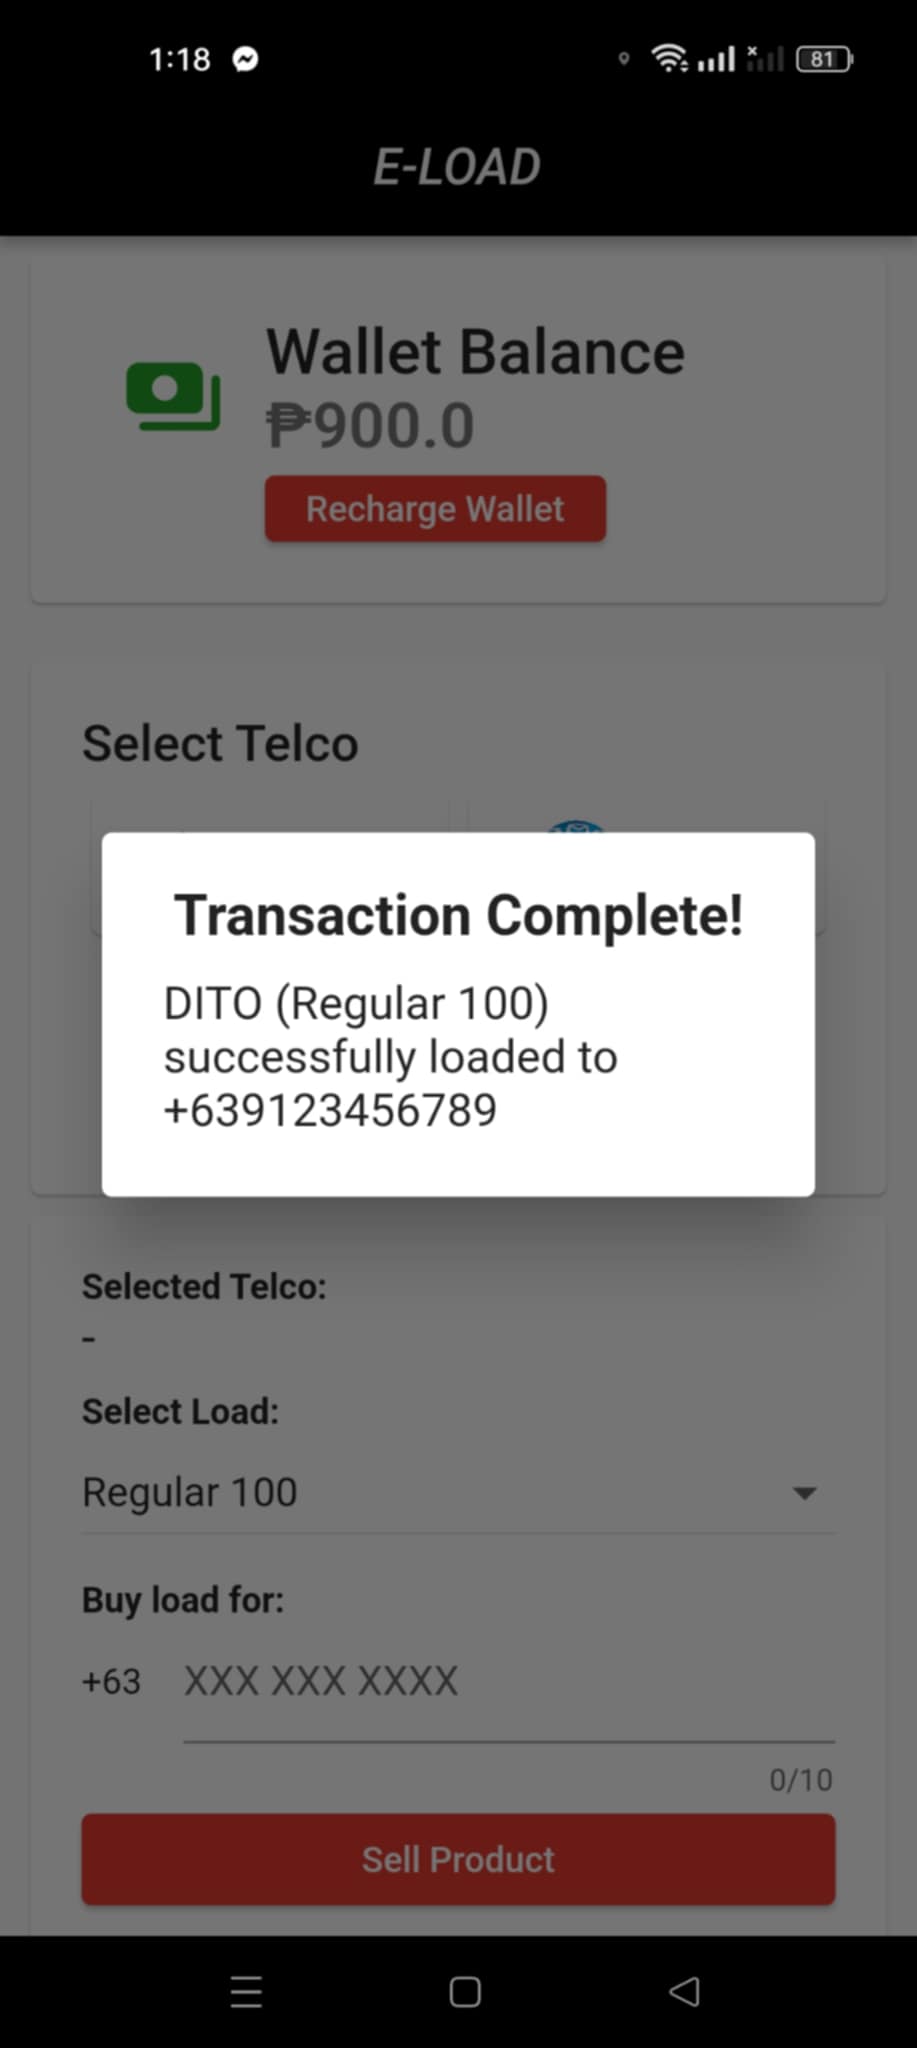 1:18
81
E-LOAD
Wallet Balance
₱900.0
Recharge Wallet
Select Telco
Transaction Complete!
DITO (Regular 100)
successfully loaded to
+639123456789
Selected Telco:
-
Select Load:
Regular 100
Buy load for:
+63 XXX XXX XXXX
0/10
Sell Product